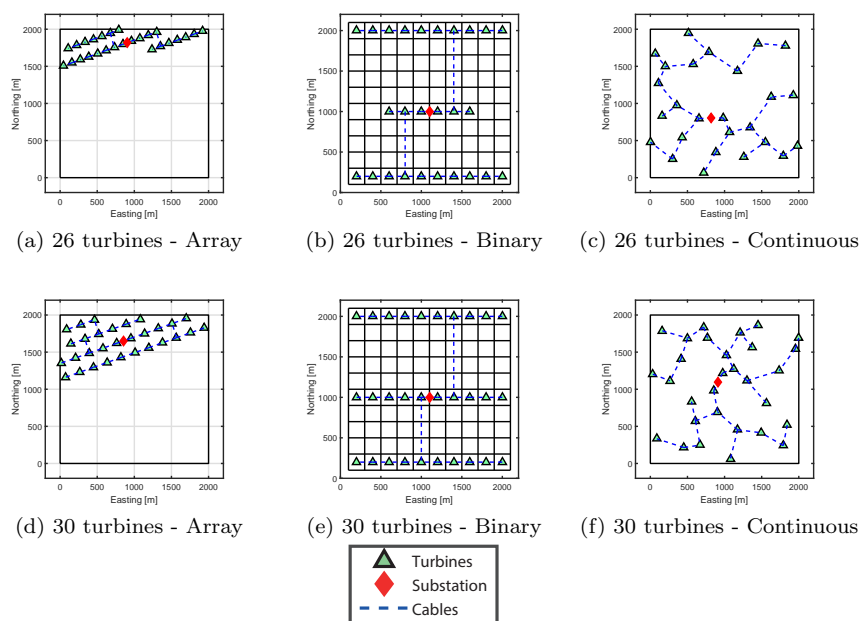 2000
1500
1000
500
0
Northing [m]
0 500 1000 1500 2000
Easting [m]
(a) 26 turbines - Array
2000
1500
1000
500
0
Northing [m]
0 500 1000 1500 2000
Easting [m]
(b) 26 turbines - Binary
2000
1500
1000
500
0
Northing [m]
0 500 1000 1500 2000
Easting [m]
(c) 26 turbines - Continuous
2000
1500
1000
500
0
Northing [m]
0 500 1000 1500 2000
Easting [m]
(d) 30 turbines - Array
2000
1500
1000
500
0
Northing [m]
0 500 1000 1500 2000
Easting [m]
(e) 30 turbines - Binary
2000
1500
1000
500
0
Northing [m]
0 500 1000 1500 2000
Easting [m]
(f) 30 turbines - Continuous
Turbines
Substation
Cables